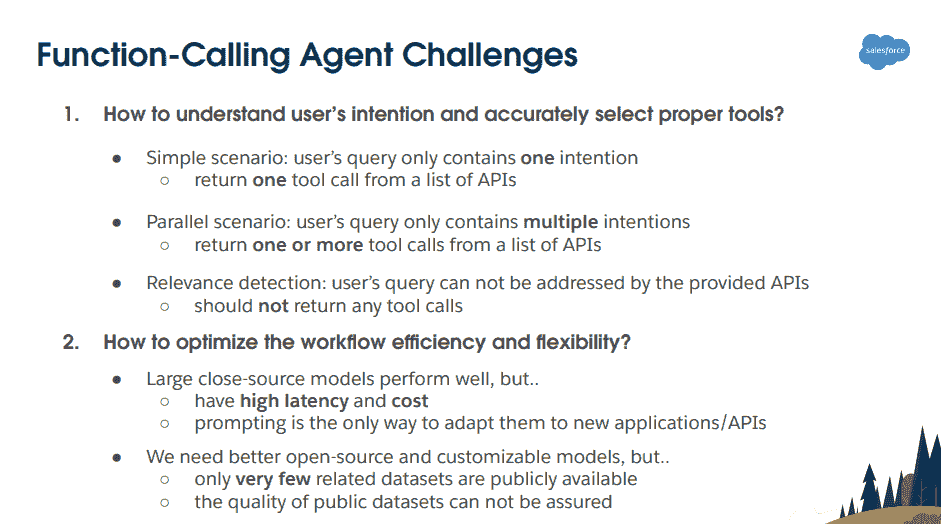 Function-Calling Agent Challenges
salesforce
1. How to understand user's intention and accurately select proper tools?
● Simple scenario: user's query only contains one intention
○ return one tool call from a list of APIs
● Parallel scenario: user's query only contains multiple intentions
○ return one or more tool calls from a list of APIs
● Relevance detection: user's query can not be addressed by the provided APIs
○ should not return any tool calls
2. How to optimize the workflow efficiency and flexibility?
● Large close-source models perform well, but..
○ have high latency and cost
○ prompting is the only way to adapt them to new applications/APIs
● We need better open-source and customizable models, but..
○ only very few related datasets are publicly available
○ the quality of public datasets can not be assured